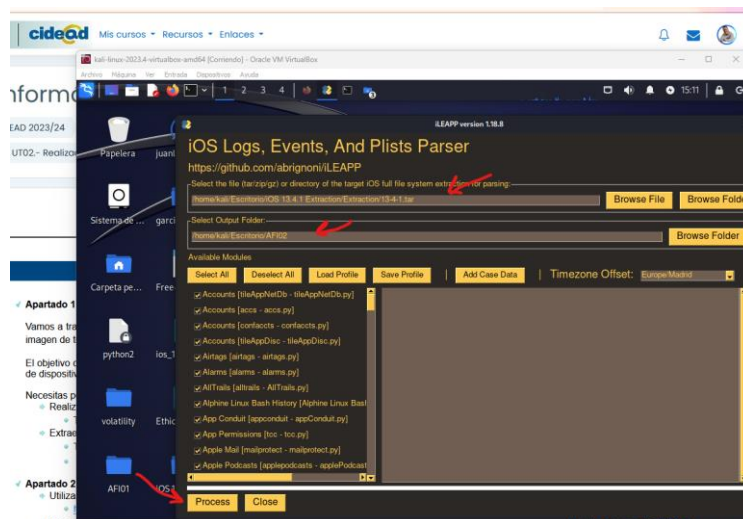 cidead Mis cursos Recursos Enlaces
kali-linux-2023.4-virtualbox-amd64 [Corriendo] - Oracle VM VirtualBox
Archivo Máquina Ver Entrada Dispositivos Ayuda
1 2 3 4 15:11
EAD 2023/24
UT02.- Realizo
Papelera
Sistema de ...
Carpeta pe...
Free
python2
volatility
Ethic
AFI01
iLEAPP version 1.18.8
iOS Logs, Events, And Plists Parser
https://github.com/abrignoni/iLEAPP
Select the file (tar/zip/gz) or directory of the target iOS full file system extraction for parsing:
/home/kali/Escritorio/iOS 13.4.1 Extraction/Extraction/13-4-1.tar Browse File Browse Folde
Select Output Folder:
/home/kali/Escritorio/AFI02 Browse Folder
Available Modules
Select All Deselect All Load Profile Save Profile | Add Case Data | Timezone Offset: Europe/Madrid
Accounts [tileAppNetDb - tileAppNetDb.py]
Accounts [accs - accs.py]
Accounts [confaccts - confaccts.py]
Accounts [tileAppDisc - tileAppDisc.py]
Airtags [airtags - airtags.py]
Alarms [alarms - alarms.py]
AllTrails [alltrails - AllTrails.py]
Alphine Linux Bash History [Alphine Linux Bast
App Conduit [appconduit - appConduit.py]
App Permissions [tcc - tcc.py]
Apple Mail [mailprotect - mailprotect.py]
Apple Podcasts [applepodcasts - applePodcast
Process Close
Apartado 1
Vamos a tra
imagen de t
El objetivo d
de dispositiv
Necesitas p
Realiz
Extrae
Apartado 2
Utiliza